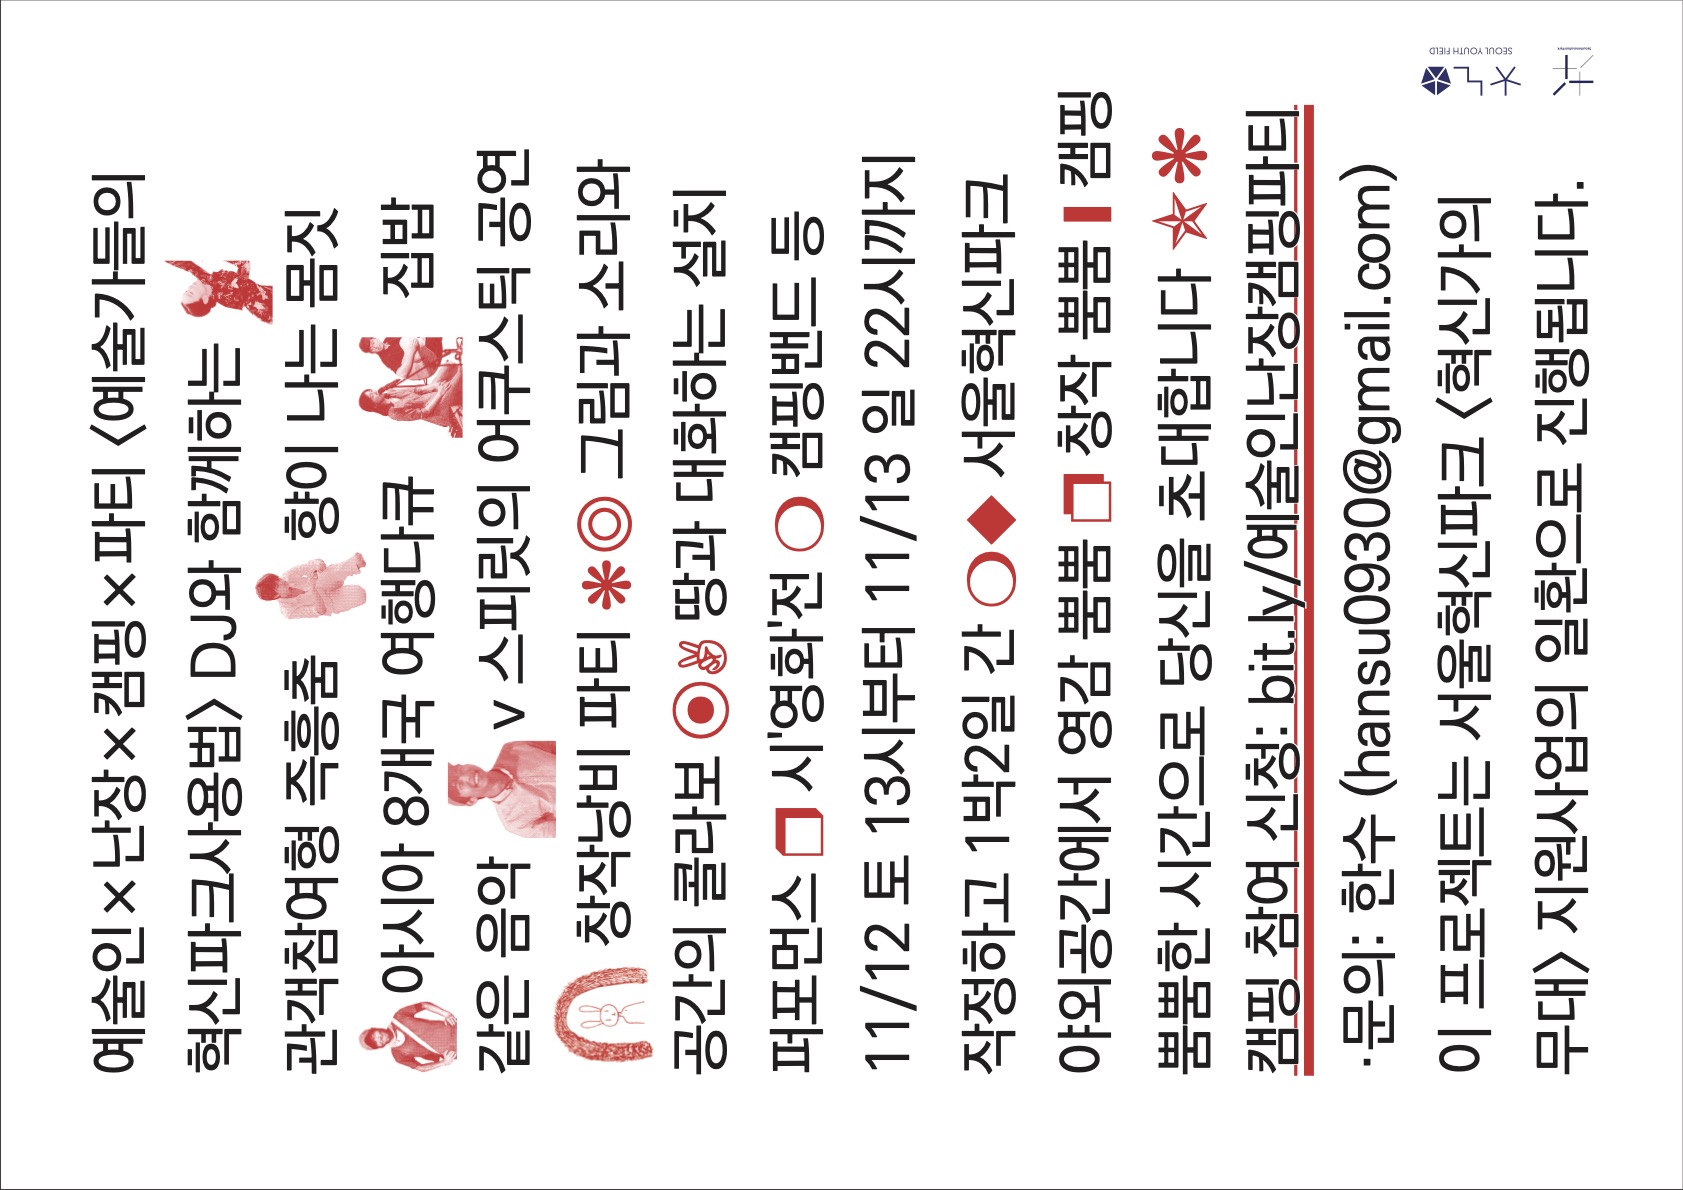 예술인×난장×캠핑×파티 <예술가들의
혁신파크사용법> DJ와 함께하는
관객참여형 즉흥춤 향이 나는 몸짓
아시아 8개국 여행다큐 집밥
같은 음악 v 스피릿의 어쿠스틱 공연
창작낭비 파티 그림과 소리와
공간의 콜라보 땅과 대화하는 설치
퍼포먼스 시'영화'전 캠핑밴드 등
11/12 토 13시부터 11/13 일 22시까지
작정하고 1박2일 간 서울혁신파크
야외공간에서 영감 뿜뿜 창작 뿜뿜 캠핑
뿜뿜한 시간으로 당신을 초대합니다
캠핑 참여 신청: bit.ly/예술인난장캠핑파티
·문의: 한수 (hansu0930@gmail.com)
이 프로젝트는 서울혁신파크 <혁신가의
무대> 지원사업의 일환으로 진행됩니다.
SEOUL YOUTH FIELD